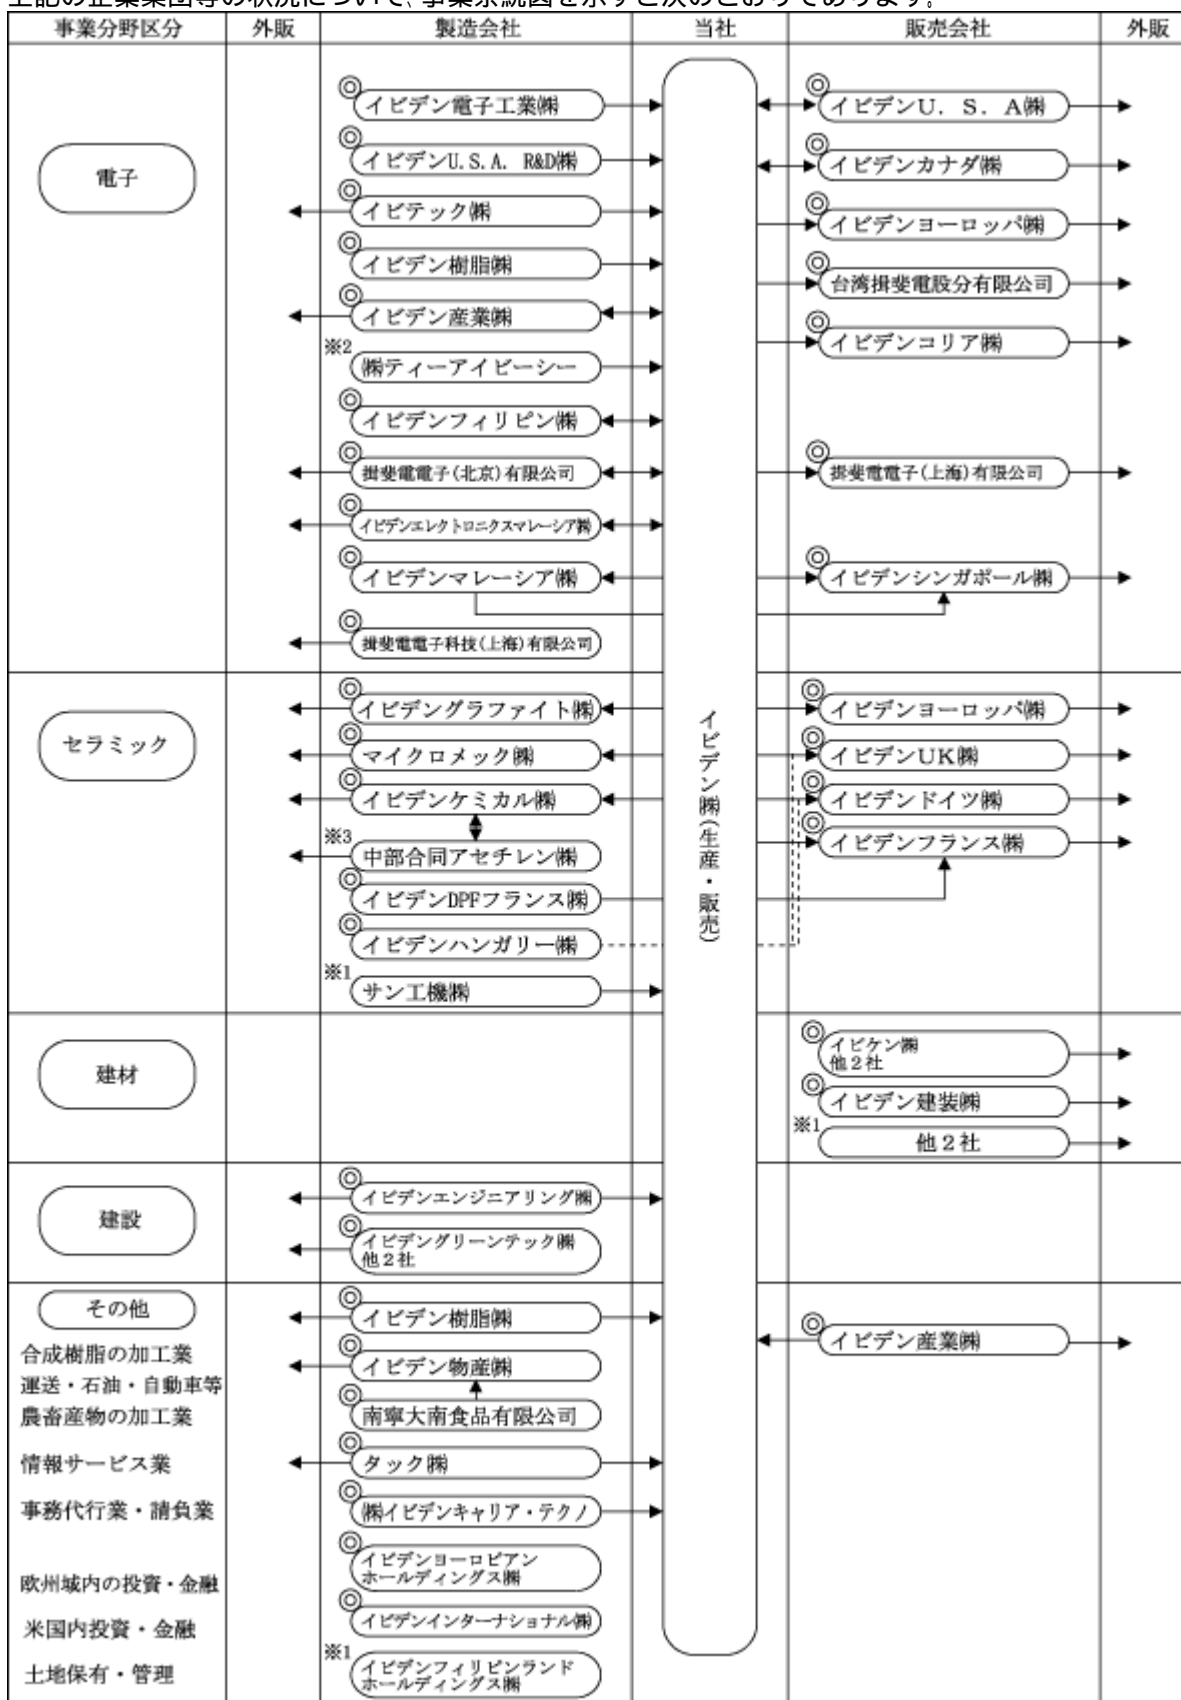 上記の企業集団等の状況について、事業系統図を示すと次のとおりであります。
事業分野区分 外販 製造会社 当社 販売会社 外販
電子
◎イビデン電子工業㈱
◎イビデンU.S.A. R&D㈱
◎イビテック㈱
◎イビデン樹脂㈱
◎イビデン産業㈱
※2 ㈱ティーアイビーシー
◎イビデンフィリピン㈱
◎揖斐電電子(北京)有限公司
◎イビデンエレクトロニクスマレーシア㈱
◎イビデンマレーシア㈱
◎揖斐電電子科技(上海)有限公司
◎イビデンU.S.A㈱
◎イビデンカナダ㈱
◎イビデンヨーロッパ㈱
◎台湾揖斐電股分有限公司
◎イビデンコリア㈱
◎揖斐電電子(上海)有限公司
◎イビデンシンガポール㈱
イビデン㈱(生産・販売)
セラミック
◎イビデングラファイト㈱
◎マイクロメック㈱
◎イビデンケミカル㈱
※3 中部合同アセチレン㈱
◎イビデンDPFフランス㈱
◎イビデンハンガリー㈱
※1 サン工機㈱
◎イビデンヨーロッパ㈱
◎イビデンUK㈱
◎イビデンドイツ㈱
◎イビデンフランス㈱
建材
◎イビケン㈱
他2社
◎イビデン建装㈱
※1 他2社
建設
◎イビデンエンジニアリング㈱
◎イビデングリーンテック㈱
他2社
その他
合成樹脂の加工業
運送・石油・自動車等
農畜産物の加工業
情報サービス業
事務代行業・請負業
欧州域内の投資・金融
米国内投資・金融
土地保有・管理
◎イビデン樹脂㈱
◎イビデン物産㈱
◎南寧大南食品有限公司
◎タック㈱
◎㈱イビデンキャリア・テクノ
◎イビデンヨーロピアン
ホールディングス㈱
◎イビデンインターナショナル㈱
※1 イビデンフィリピンランド
ホールディングス㈱
◎イビデン産業㈱